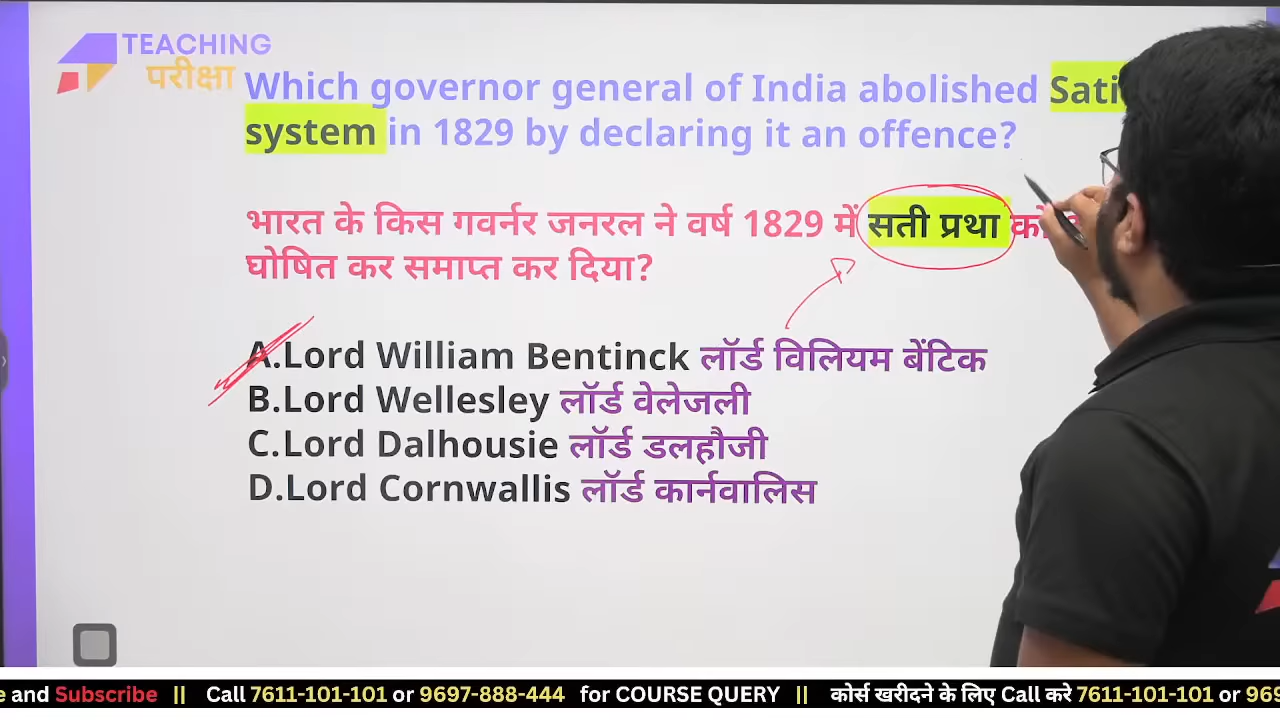 TEACHING
परीक्षा
Which governor general of India abolished Sati
system in 1829 by declaring it an offence?
भारत के किस गवर्नर जनरल ने वर्ष 1829 में सती प्रथा को
घोषित कर समाप्त कर दिया?
A.Lord William Bentinck लॉर्ड विलियम बेंटिक
B.Lord Wellesley लॉर्ड वेलेजली
C.Lord Dalhousie लॉर्ड डलहौजी
D.Lord Cornwallis लॉर्ड कार्नवालिस
and Subscribe || Call 7611-101-101 or 9697-888-444 for COURSE QUERY || कोर्स खरीदने के लिए Call करे 7611-101-101 or